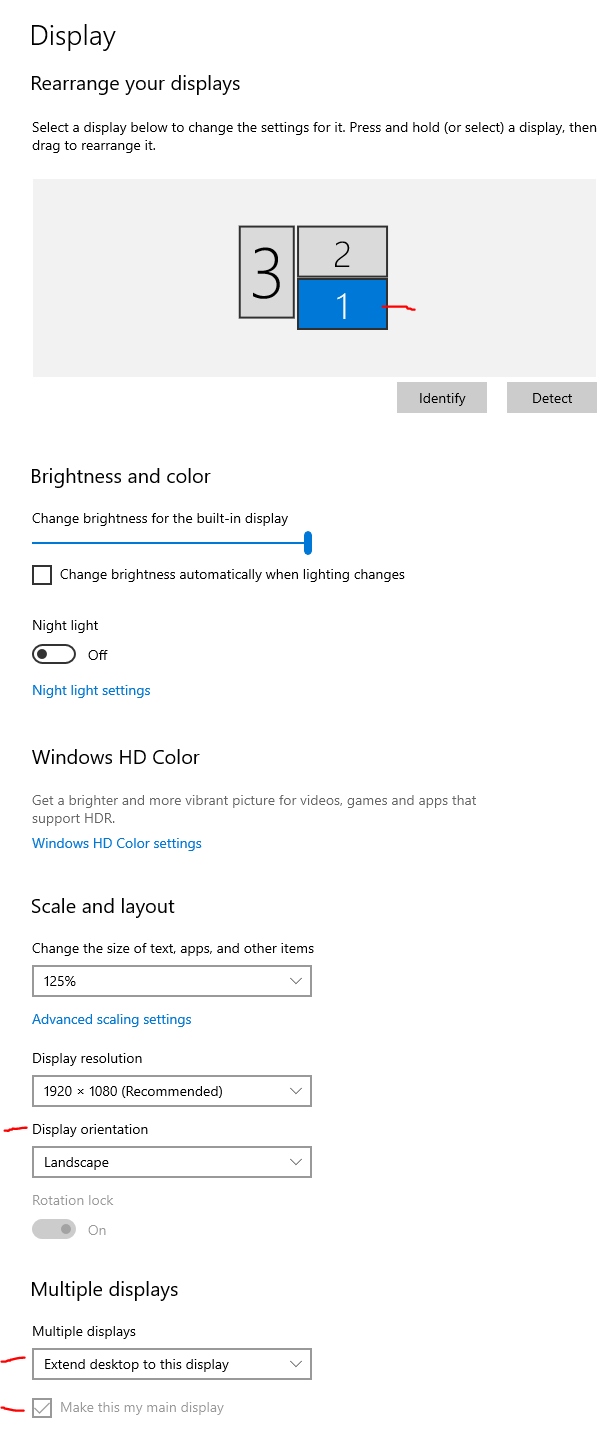 Display
Rearrange your displays
Select a display below to change the settings for it. Press and hold (or select) a display, then
drag to rearrange it.
3
2
1
Identify
Detect
Brightness and color
Change brightness for the built-in display
Change brightness automatically when lighting changes
Night light
Off
Night light settings
Windows HD Color
Get a brighter and more vibrant picture for videos, games and apps that
support HDR.
Windows HD Color settings
Scale and layout
Change the size of text, apps, and other items
125%
Advanced scaling settings
Display resolution
1920 × 1080 (Recommended)
Display orientation
Landscape
Rotation lock
On
Multiple displays
Multiple displays
Extend desktop to this display
Make this my main display